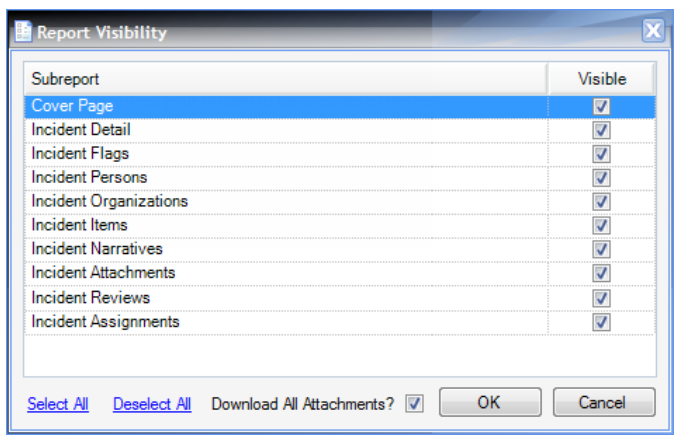 Report Visibility
Subreport Visible
Cover Page
Incident Detail
Incident Flags
Incident Persons
Incident Organizations
Incident Items
Incident Narratives
Incident Attachments
Incident Reviews
Incident Assignments
Select All Deselect All Download All Attachments? OK Cancel